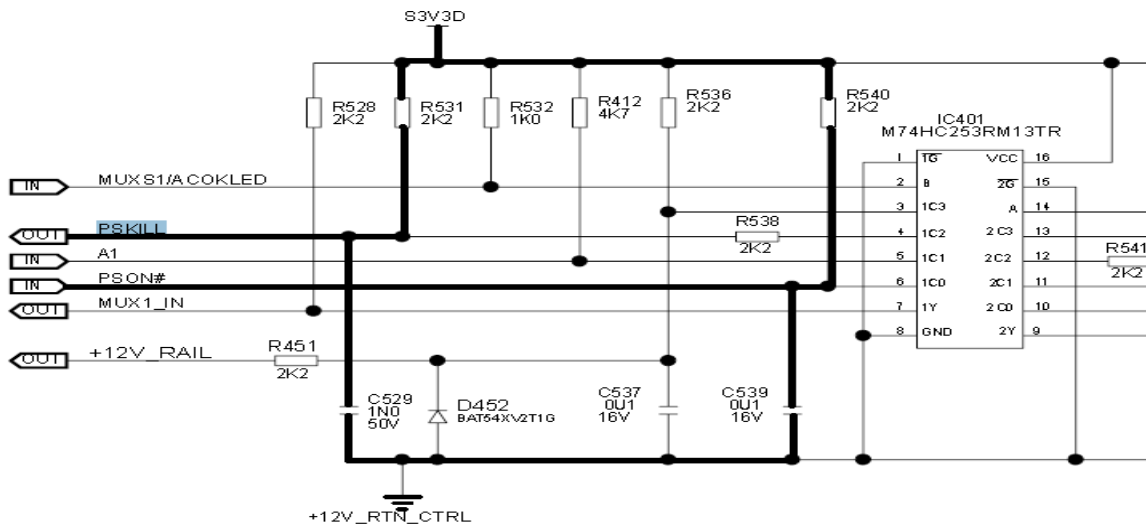 S3V3D
R528
2K2
R531
2K2
R532
1K0
R412
4K7
R536
2K2
R540
2K2
IC401
M74HC253RM13TR
IN MUXS1/ACOKLED
OUT PSKILL
IN A1
IN PSON#
OUT MUX1_IN
OUT +12V_RAIL
R538
2K2
R541
2K2
R451
2K2
1 1G VCC 16
2 B 2G 15
3 1C3 A 14
4 1C2 2C3 13
5 1C1 2C2 12
6 1C0 2C1 11
7 1Y 2C0 10
8 GND 2Y 9
C529
1N0
50V
D452
BAT54XV2T1G
C537
0U1
16V
C539
0U1
16V
+12V_RTN_CTRL